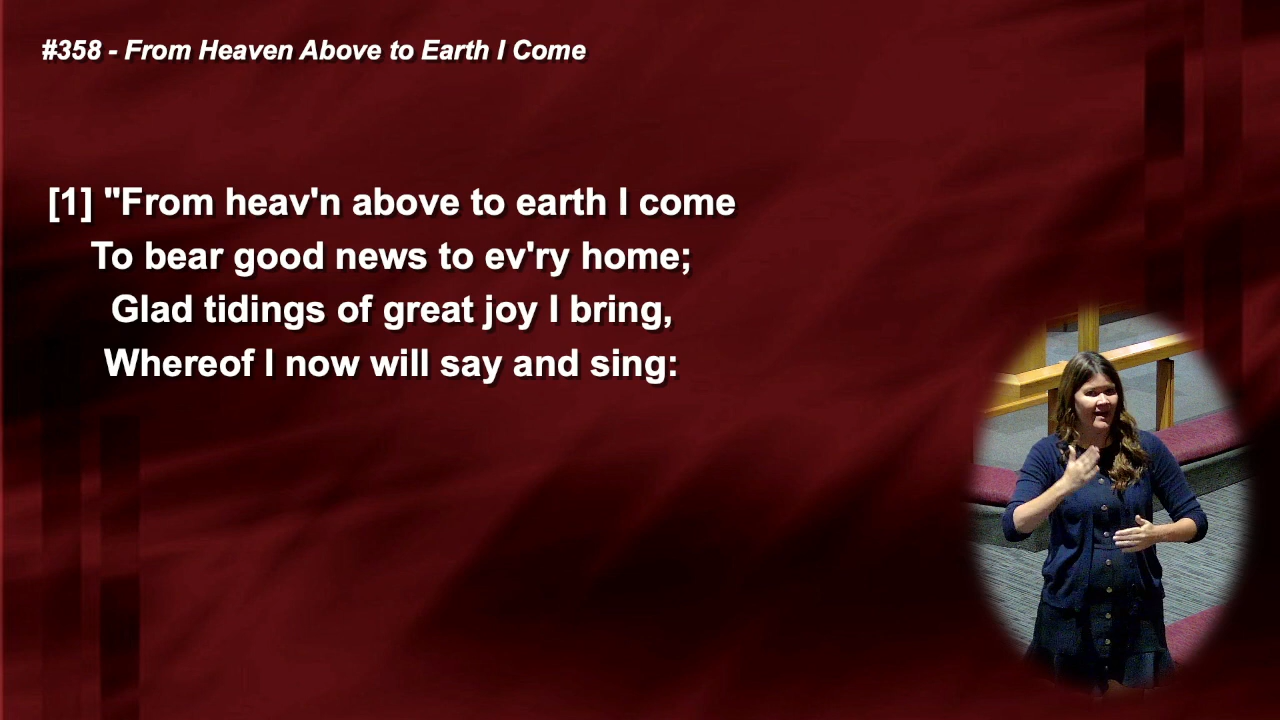 #358 - From Heaven Above to Earth I Come
[1] "From heav'n above to earth I come
To bear good news to ev'ry home;
Glad tidings of great joy I bring,
Whereof I now will say and sing: